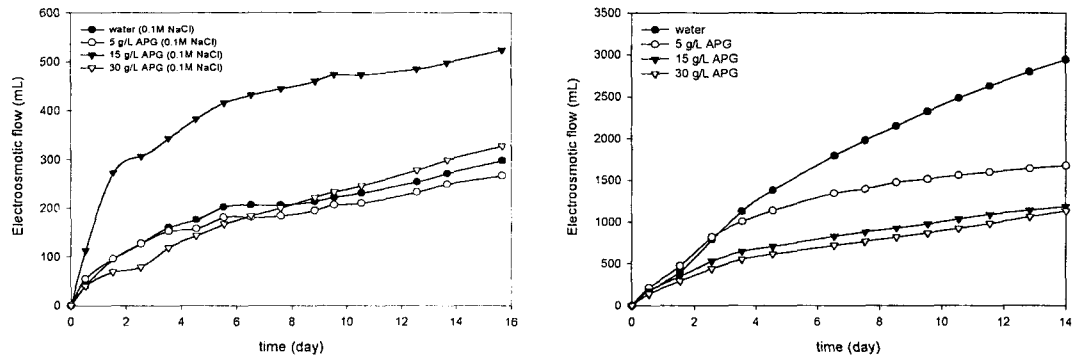 600
500
400
300
200
100
0
Electroosmotic flow (mL)
water (0.1M NaCl)
5 g/L APG (0.1M NaCl)
15 g/L APG (0.1M NaCl)
30 g/L APG (0.1M NaCl)
0 2 4 6 8 10 12 14 16
time (day)
3500
3000
2500
2000
1500
1000
500
0
Electroosmotic flow (mL)
water
5 g/L APG
15 g/L APG
30 g/L APG
0 2 4 6 8 10 12 14
time (day)